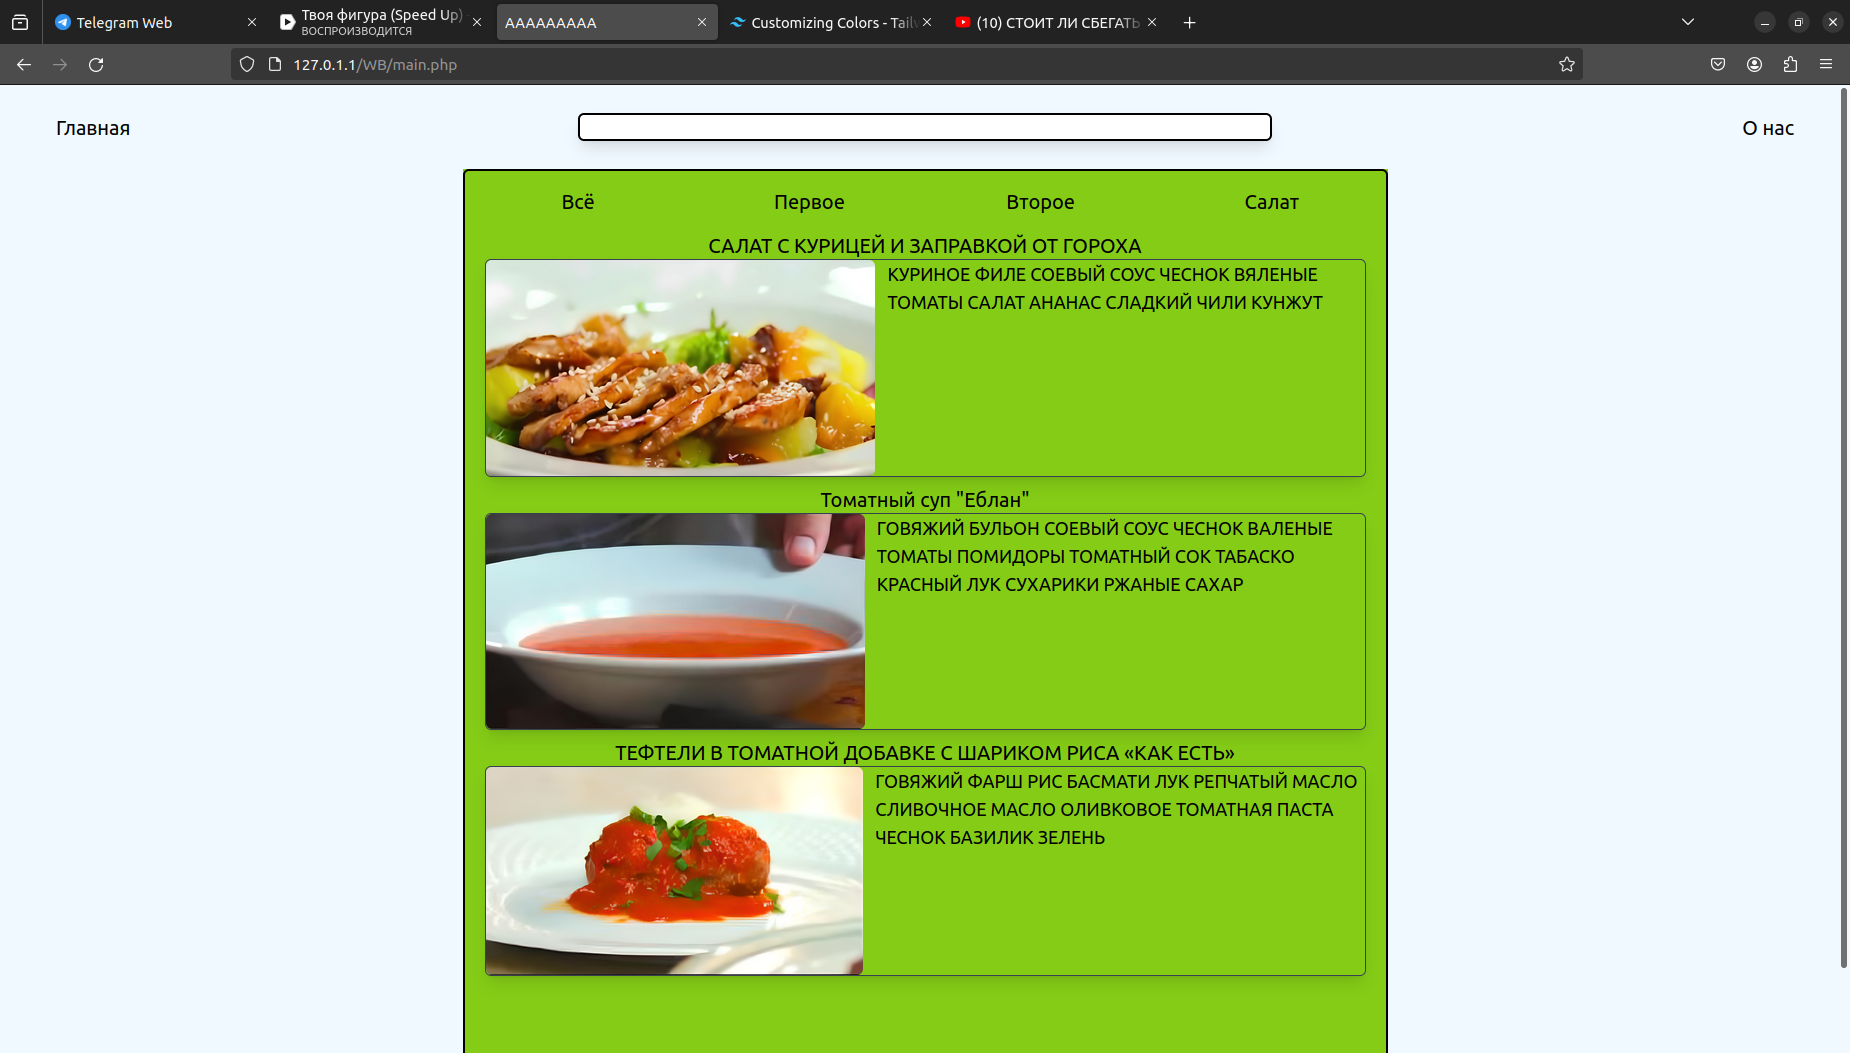 Telegram Web
Твоя фигура (Speed Up)
ВОСПРОИЗВОДИТСЯ
AAAAAAAAA
Customizing Colors - Tail
(10) СТОИТ ЛИ СБЕГАТЬ
127.0.1.1/WB/main.php
Главная
О нас
Всё
Первое
Второе
Салат
САЛАТ С КУРИЦЕЙ И ЗАПРАВКОЙ ОТ ГОРОХА
КУРИНОЕ ФИЛЕ СОЕВЫЙ СОУС ЧЕСНОК ВЯЛЕНЫЕ
ТОМАТЫ САЛАТ АНАНАС СЛАДКИЙ ЧИЛИ КУНЖУТ
Томатный суп "Еблан"
ГОВЯЖИЙ БУЛЬОН СОЕВЫЙ СОУС ЧЕСНОК ВАЛЕНЫЕ
ТОМАТЫ ПОМИДОРЫ ТОМАТНЫЙ СОК ТАБАСКО
КРАСНЫЙ ЛУК СУХАРИКИ РЖАНЫЕ САХАР
ТЕФТЕЛИ В ТОМАТНОЙ ДОБАВКЕ С ШАРИКОМ РИСА «КАК ЕСТЬ»
ГОВЯЖИЙ ФАРШ РИС БАСМАТИ ЛУК РЕПЧАТЫЙ МАСЛО
СЛИВОЧНОЕ МАСЛО ОЛИВКОВОЕ ТОМАТНАЯ ПАСТА
ЧЕСНОК БАЗИЛИК ЗЕЛЕНЬ